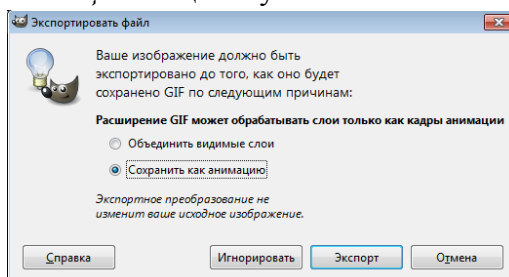 Экспортировать файл
Ваше изображение должно быть
экспортировано до того, как оно будет
сохранено GIF по следующим причинам:
Расширение GIF может обрабатывать слои только как кадры анимации
Объединить видимые слои
Сохранить как анимацию
Экспортное преобразование не
изменит ваше исходное изображение.
Справка Игнорировать Экспорт Отмена